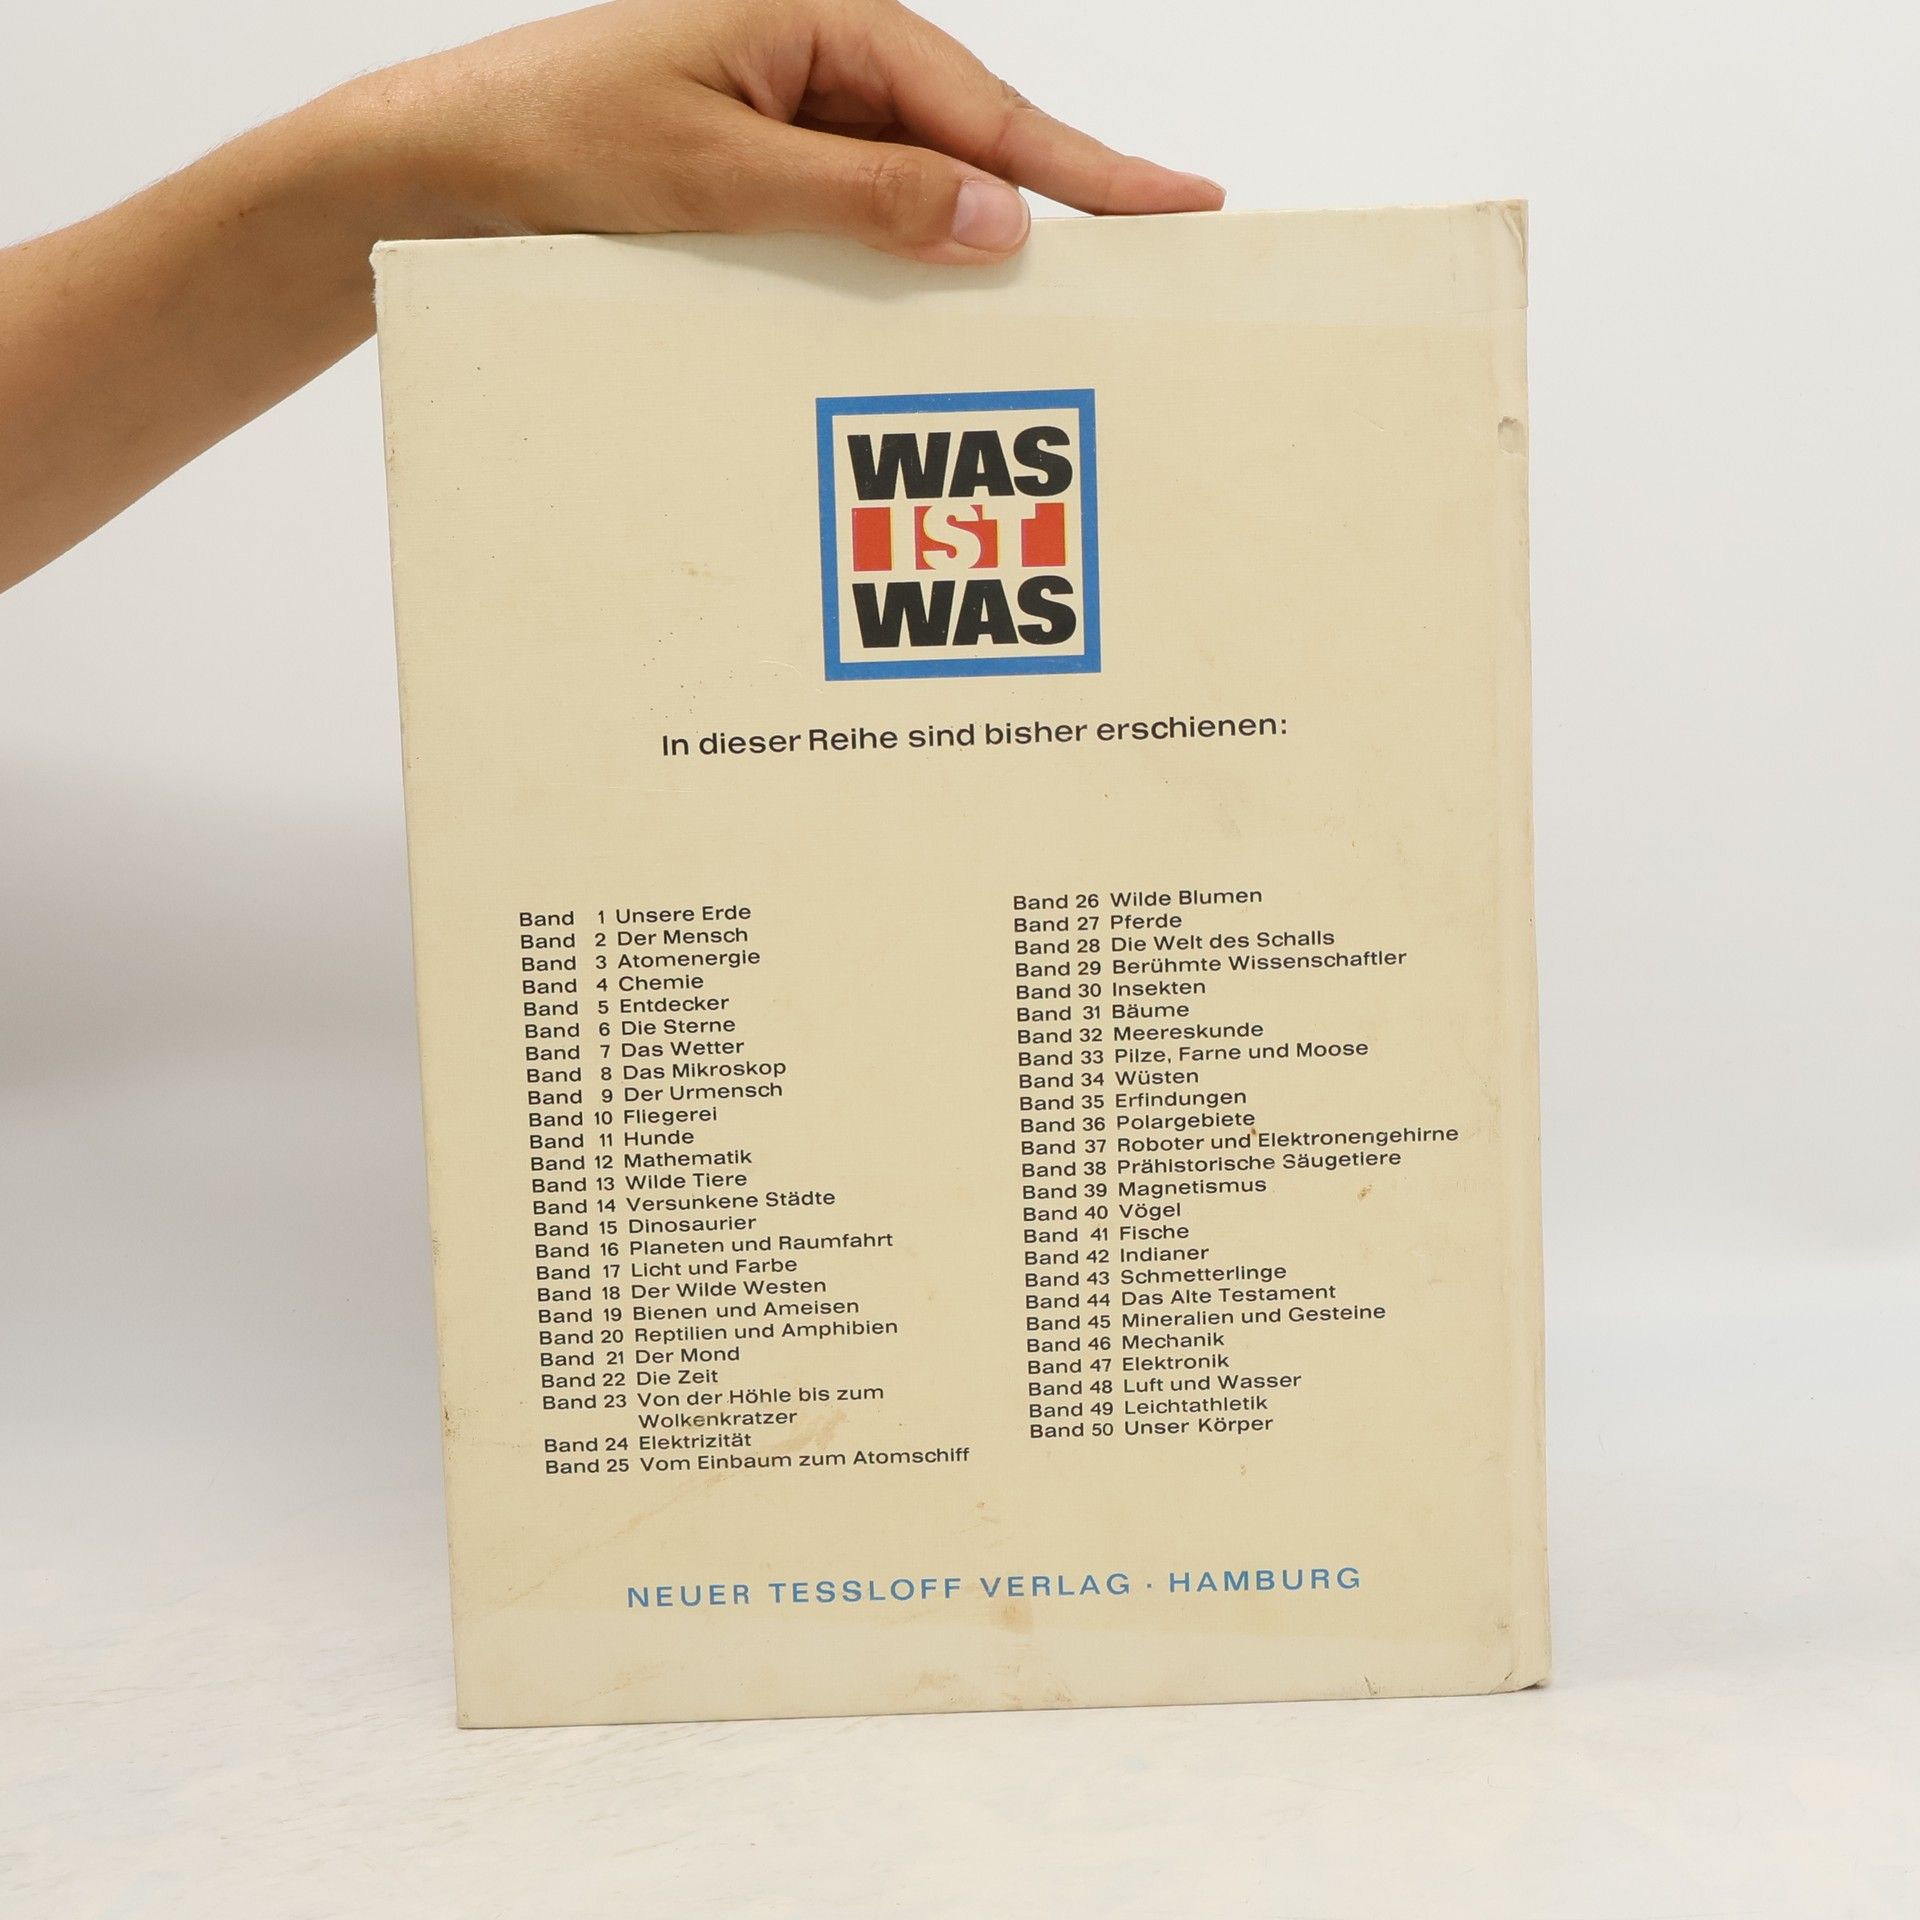 WAS
IST
WAS
In dieser Reihe sind bisher erschienen:
Band 1 Unsere Erde
Band 2 Der Mensch
Band 3 Atomenergie
Band 4 Chemie
Band 5 Entdecker
Band 6 Die Sterne
Band 7 Das Wetter
Band 8 Das Mikroskop
Band 9 Der Urmensch
Band 10 Fliegerei
Band 11 Hunde
Band 12 Mathematik
Band 13 Wilde Tiere
Band 14 Versunkene Städte
Band 15 Dinosaurier
Band 16 Planeten und Raumfahrt
Band 17 Licht und Farbe
Band 18 Der Wilde Westen
Band 19 Bienen und Ameisen
Band 20 Reptilien und Amphibien
Band 21 Der Mond
Band 22 Die Zeit
Band 23 Von der Höhle bis zum
Wolkenkratzer
Band 24 Elektrizität
Band 25 Vom Einbaum zum Atomschiff
Band 26 Wilde Blumen
Band 27 Pferde
Band 28 Die Welt des Schalls
Band 29 Berühmte Wissenschaftler
Band 30 Insekten
Band 31 Bäume
Band 32 Meereskunde
Band 33 Pilze, Farne und Moose
Band 34 Wüsten
Band 35 Erfindungen
Band 36 Polargebiete
Band 37 Roboter und Elektronengehirne
Band 38 Prähistorische Säugetiere
Band 39 Magnetismus
Band 40 Vögel
Band 41 Fische
Band 42 Indianer
Band 43 Schmetterlinge
Band 44 Das Alte Testament
Band 45 Mineralien und Gesteine
Band 46 Mechanik
Band 47 Elektronik
Band 48 Luft und Wasser
Band 49 Leichtathletik
Band 50 Unser Körper
NEUER TESSLOFF VERLAG · HAMBURG